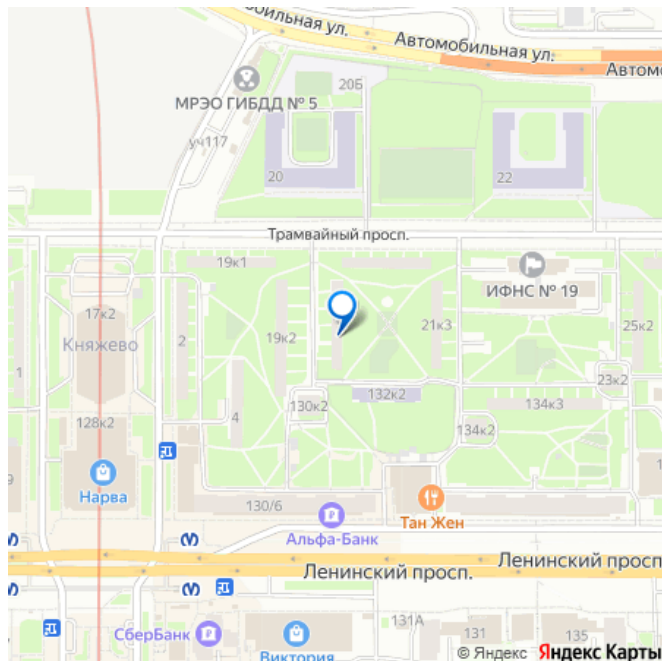 бильная ул.
Автомобильная ул.
Автомо
20Б
МРЭО ГИБДД № 5
уч117
20
22
Трамвайный просп.
19к1
ИФНС № 19
17к2
Княжево
2
19к2
21к3
25к2
1
23к2
132к2
130к2
134к3
128к2
4
134к2
Нарва
130/6
Тан Жен
Альфа-Банк
Ленинский просп.
Ленинский просп.
СберБанк
131А
131
135
Виктория
© Яндекс Яндекс Карты